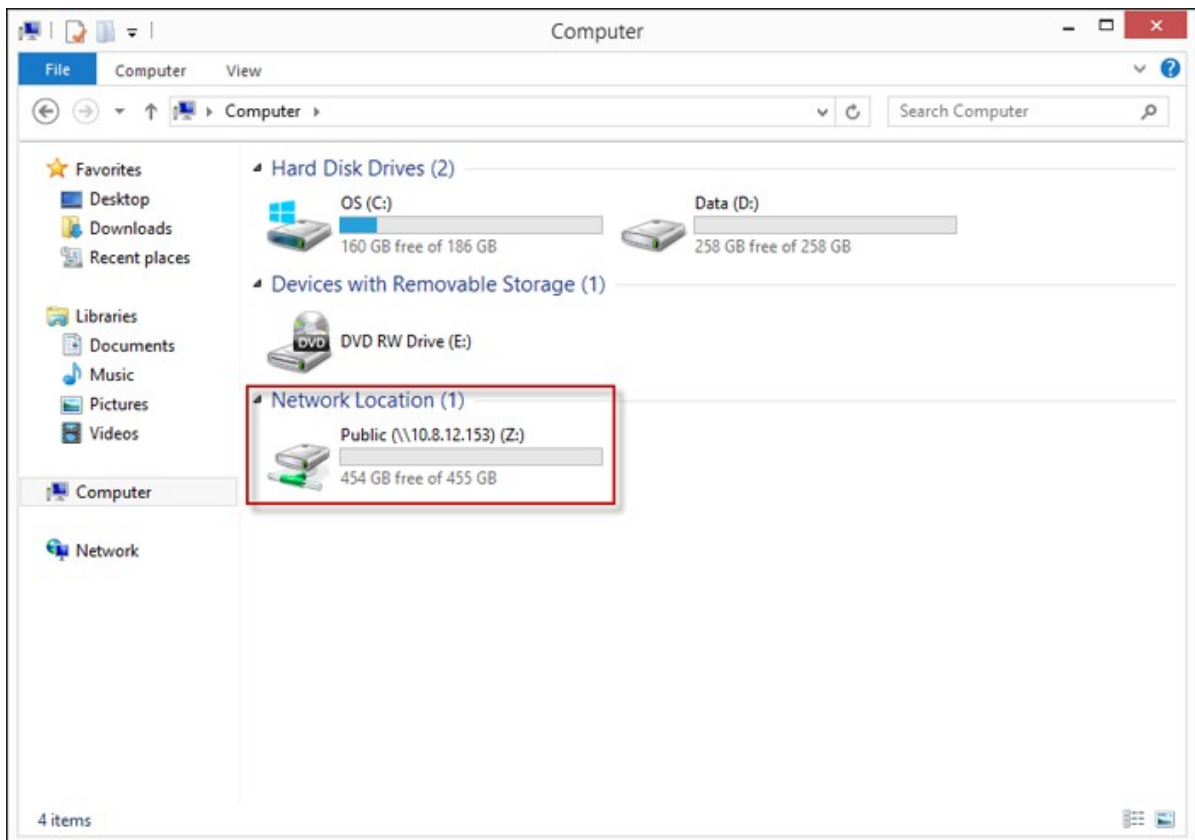 Computer
File Computer View
Computer
Search Computer
Favorites
Desktop
Downloads
Recent places
Libraries
Documents
Music
Pictures
Videos
Computer
Network
Hard Disk Drives (2)
OS (C:)
160 GB free of 186 GB
Data (D:)
258 GB free of 258 GB
Devices with Removable Storage (1)
DVD
DVD RW Drive (E:)
Network Location (1)
Public (\\10.8.12.153) (Z:)
454 GB free of 455 GB
4 items